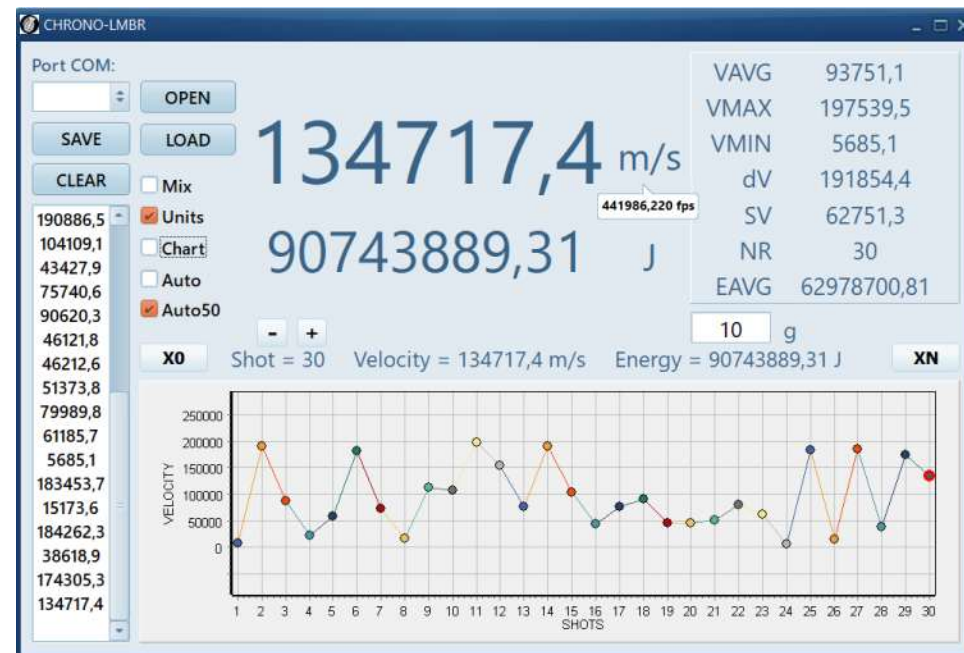 CHRONO-LMBR
Port COM:
OPEN
SAVE
LOAD
CLEAR
Mix
Units
Chart
Auto
Auto50
190886,5
104109,1
43427,9
75740,6
90620,3
46121,8
46212,6
51373,8
79989,8
61185,7
5685,1
183453,7
15173,6
184262,3
38618,9
174305,3
134717,4
134717,4 m/s
441986,220 fps
90743889,31 J
VAVG 93751,1
VMAX 197539,5
VMIN 5685,1
dV 191854,4
SV 62751,3
NR 30
EAVG 62978700,81
10 g
- +
X0 Shot = 30 Velocity = 134717,4 m/s Energy = 90743889,31 J XN
VELOCITY
250000
200000
150000
100000
50000
0
1 2 3 4 5 6 7 8 9 10 11 12 13 14 15 16 17 18 19 20 21 22 23 24 25 26 27 28 29 30
SHOTS